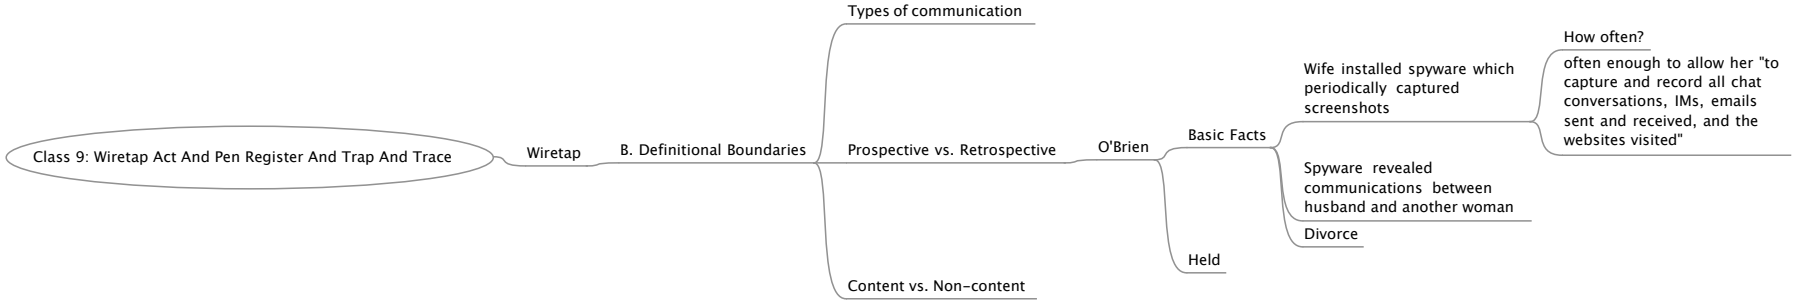 Class 9: Wiretap Act And Pen Register And Trap And Trace
Wiretap
B. Definitional Boundaries
Types of communication
Prospective vs. Retrospective
O'Brien
Basic Facts
Wife installed spyware which
periodically captured
screenshots
How often?
often enough to allow her "to
capture and record all chat
conversations, IMs, emails
sent and received, and the
websites visited"
Spyware revealed
communications between
husband and another woman
Divorce
Held
Content vs. Non-content